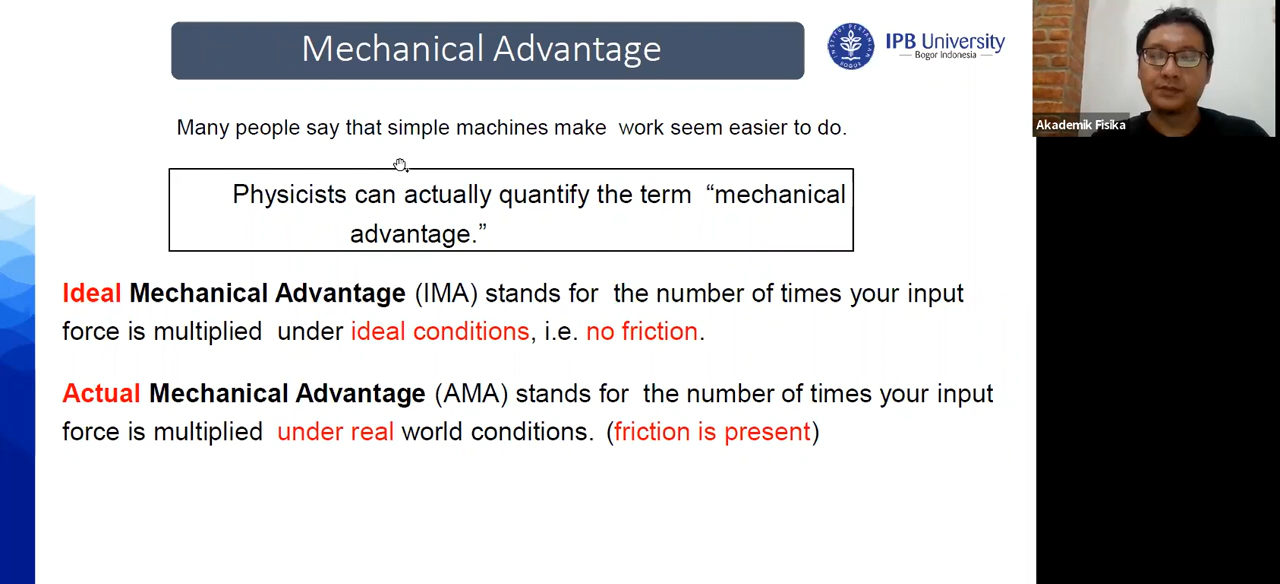 Mechanical Advantage
IPB University
Bogor Indonesia
Many people say that simple machines make work seem easier to do.
Physicists can actually quantify the term “mechanical
advantage.”
Ideal Mechanical Advantage (IMA) stands for the number of times your input
force is multiplied under ideal conditions, i.e. no friction.
Actual Mechanical Advantage (AMA) stands for the number of times your input
force is multiplied under real world conditions. (friction is present)
Akademik Fisika